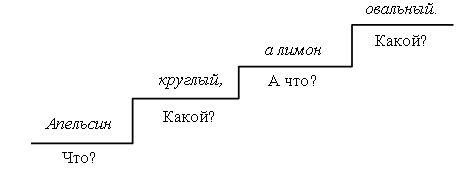 Апельсин
Что?
круглый,
Какой?
а лимон
А что?
овальный.
Какой?